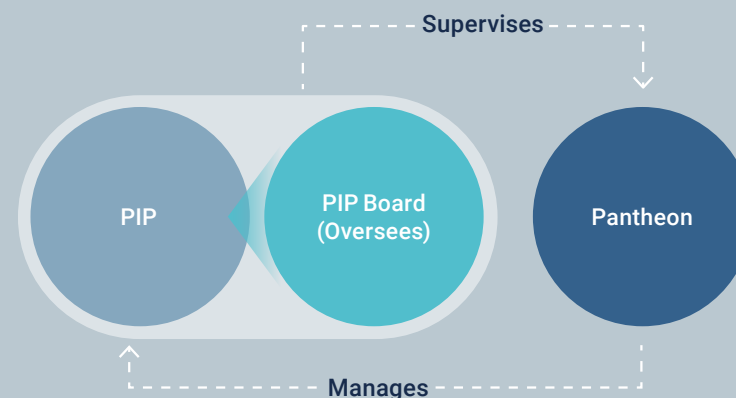 Supervises
PIP
PIP Board
(Oversees)
Pantheon
Manages